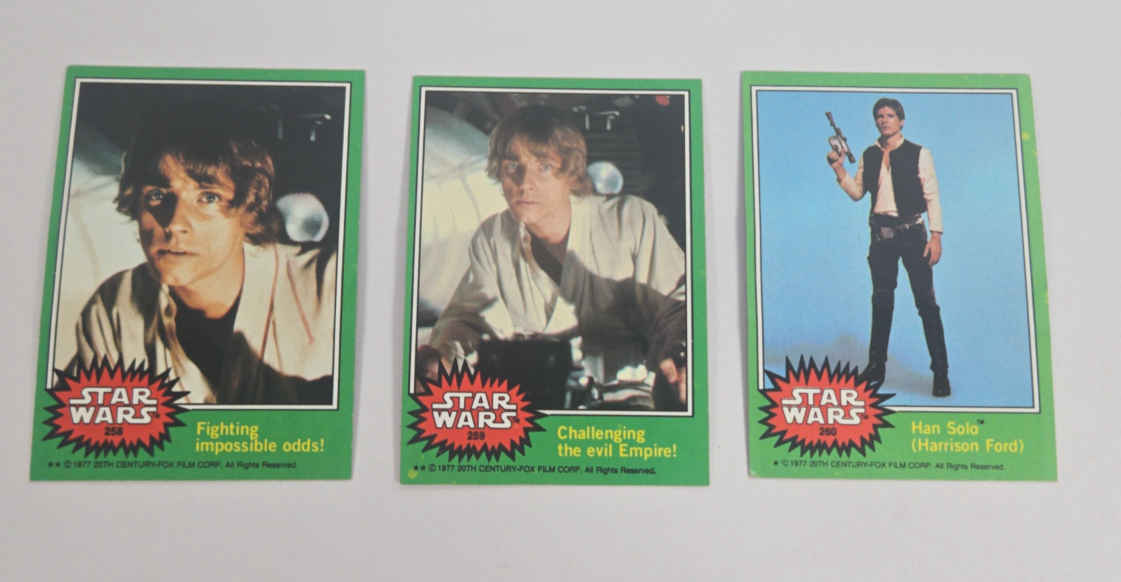 STAR
WARS
258
Fighting
impossible odds!
★★ ©1977 20TH CENTURY-FOX FILM CORP. All Rights Reserved.
STAR
WARS
259
Challenging
the evil Empire!
★★ ©1977 20TH CENTURY-FOX FILM CORP. All Rights Reserved.
STAR
WARS
260
Han Solo™
(Harrison Ford)
★ ©1977 20TH CENTURY-FOX FILM CORP. All Rights Reserved.